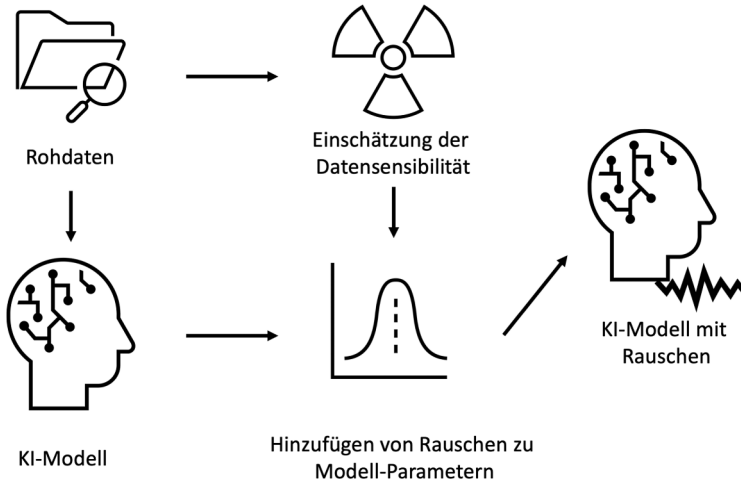 Rohdaten
Einschätzung der
Datensensibilität
KI-Modell
Hinzufügen von Rauschen zu
Modell-Parametern
KI-Modell mit
Rauschen